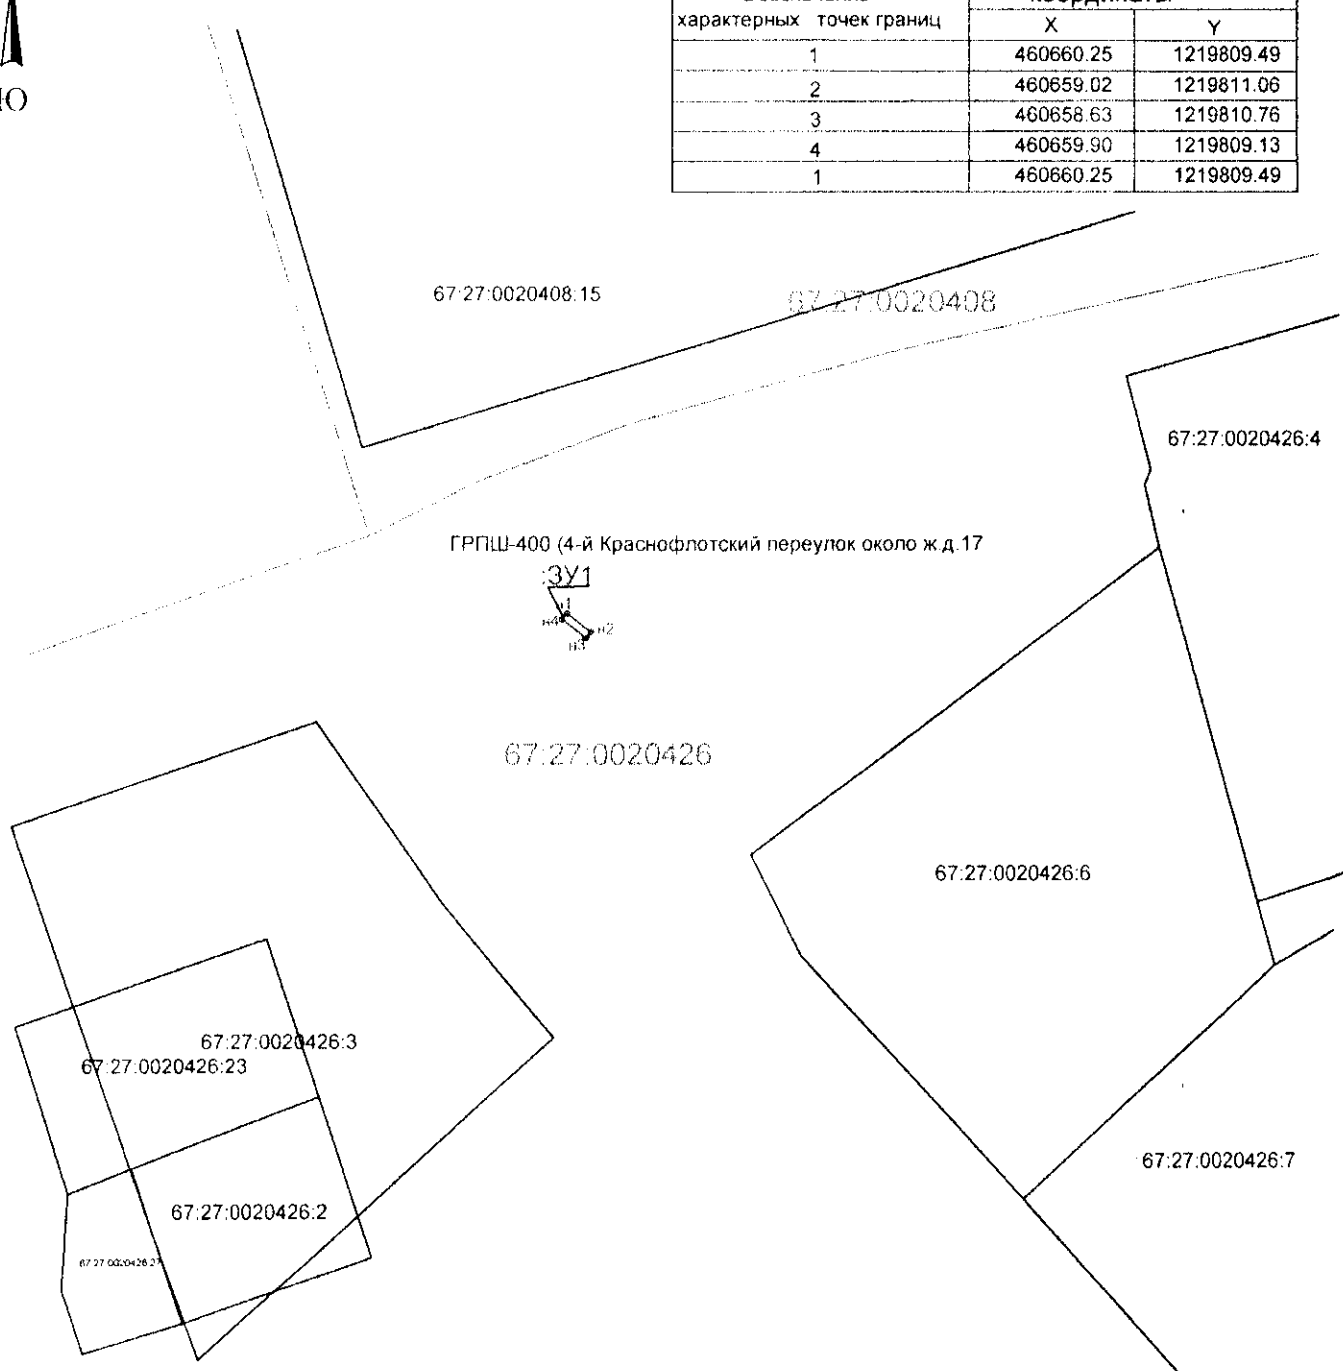 Ю
характерных точек границ
X Y
1 460660.25 1219809.49
2 460659.02 1219811.06
3 460658.63 1219810.76
4 460659.90 1219809.13
1 460660.25 1219809.49
67:27:0020408:15
67:27:0020408
67:27:0020426:4
ГРПШ-400 (4-й Краснофлотский переулок около ж.д.17
:ЗУ1
н1
н4
н2
н3
67:27:0020426
67:27:0020426:6
67:27:0020426:3
67:27:0020426:23
67:27:0020426:7
67:27:0020426:2